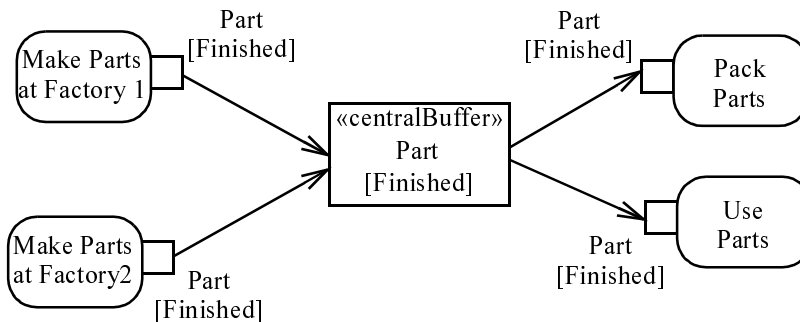 Part
[Finished]
Make Parts
at Factory 1
Part
[Finished]
Pack
Parts
«centralBuffer»
Part
[Finished]
Make Parts
at Factory2
Part
[Finished]
Use
Parts
Part
[Finished]